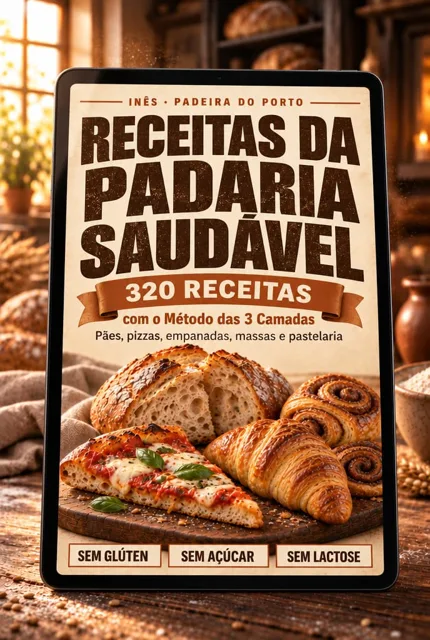 INÊS · PADEIRA DO PORTO
RECEITAS DA
PADARIA
SAUDÁVEL
320 RECEITAS
com o Método das 3 Camadas
Pães, pizzas, empanadas, massas e pastelaria
SEM GLÚTEN
SEM AÇÚCAR
SEM LACTOSE